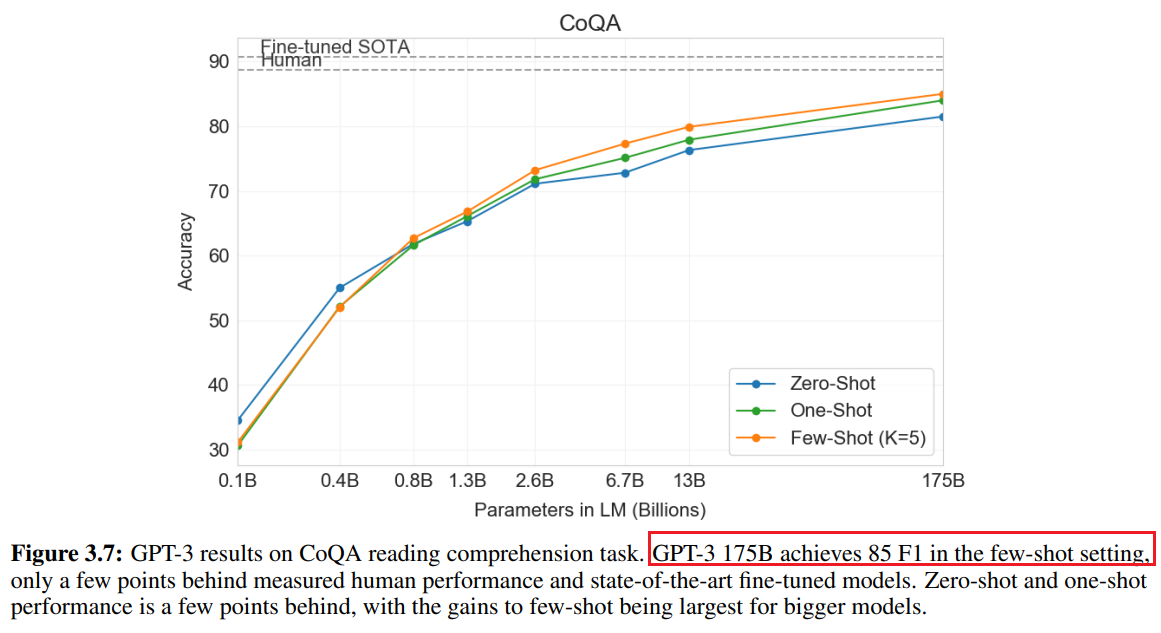 CoQA
Fine-tuned SOTA
Human
90
80
70
60
50
40
30
Accuracy
Zero-Shot
One-Shot
Few-Shot (K=5)
0.1B 0.4B 0.8B 1.3B 2.6B 6.7B 13B 175B
Parameters in LM (Billions)
Figure 3.7: GPT-3 results on CoQA reading comprehension task. GPT-3 175B achieves 85 F1 in the few-shot setting,
only a few points behind measured human performance and state-of-the-art fine-tuned models. Zero-shot and one-shot
performance is a few points behind, with the gains to few-shot being largest for bigger models.